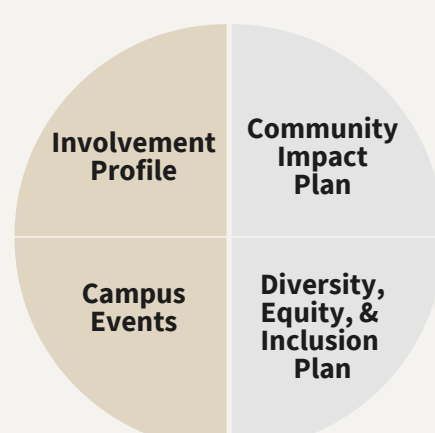 Involvement
Profile
Community
Impact
Plan
Campus
Events
Diversity,
Equity, &
Inclusion
Plan